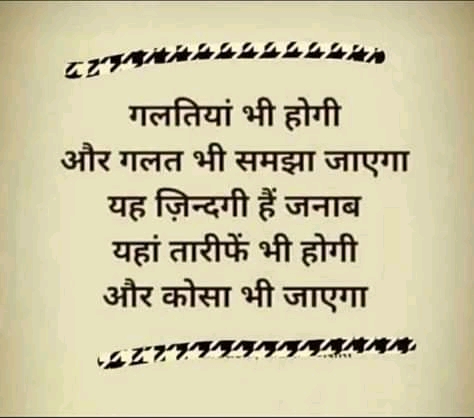 गलतियां भी होगी
और गलत भी समझा जाएगा
यह ज़िन्दगी हैं जनाब
यहां तारीफें भी होगी
और कोसा भी जाएगा